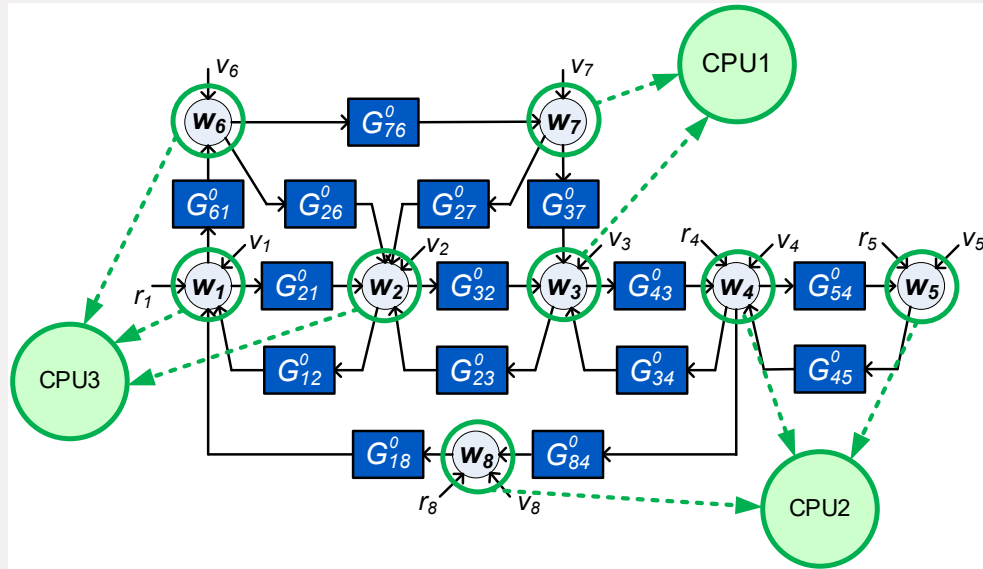 CPU1
v6
v7
w6
G^0_76
w7
G^0_61
G^0_26
G^0_27
G^0_37
v1
v2
v3
r4
v4
r5
v5
r1
w1
G^0_21
w2
G^0_32
w3
G^0_43
w4
G^0_54
w5
CPU3
G^0_12
G^0_23
G^0_34
G^0_45
G^0_18
w8
G^0_84
r8
v8
CPU2